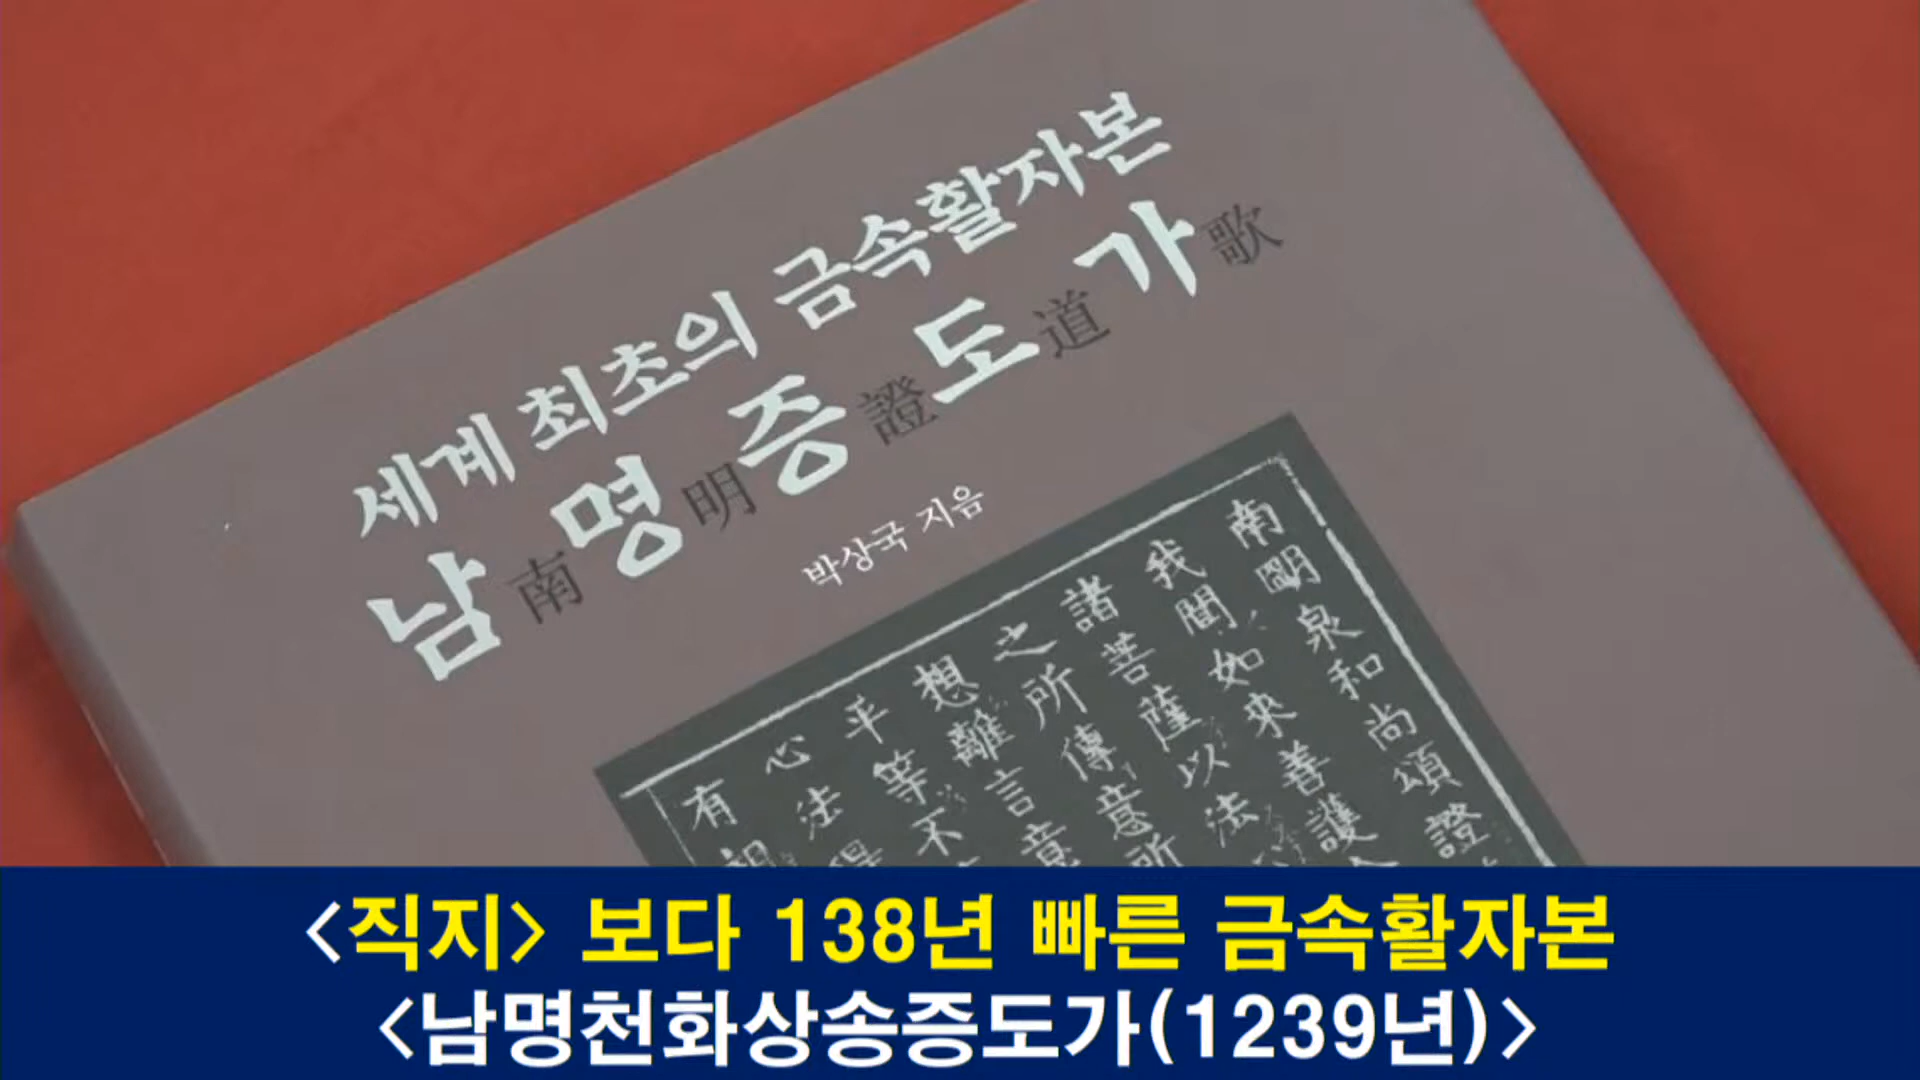 세계 최초의 금속활자본
남南명明증證도道가歌
박상국 지음
南明泉和尚頌證
我聞如來善護
諸菩薩以法
之所傳意所
想離言意
平等不
心法得
有
<직지> 보다 138년 빠른 금속활자본
<남명천화상송증도가(1239년)>